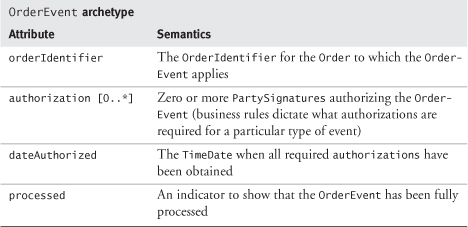 OrderEvent archetype
Attribute Semantics
orderIdentifier The OrderIdentifier for the Order to which the Order-
Event applies
authorization [0..*] Zero or more PartySignatures authorizing the Order-
Event (business rules dictate what authorizations are
required for a particular type of event)
dateAuthorized The TimeDate when all required authorizations have
been obtained
processed An indicator to show that the OrderEvent has been fully
processed